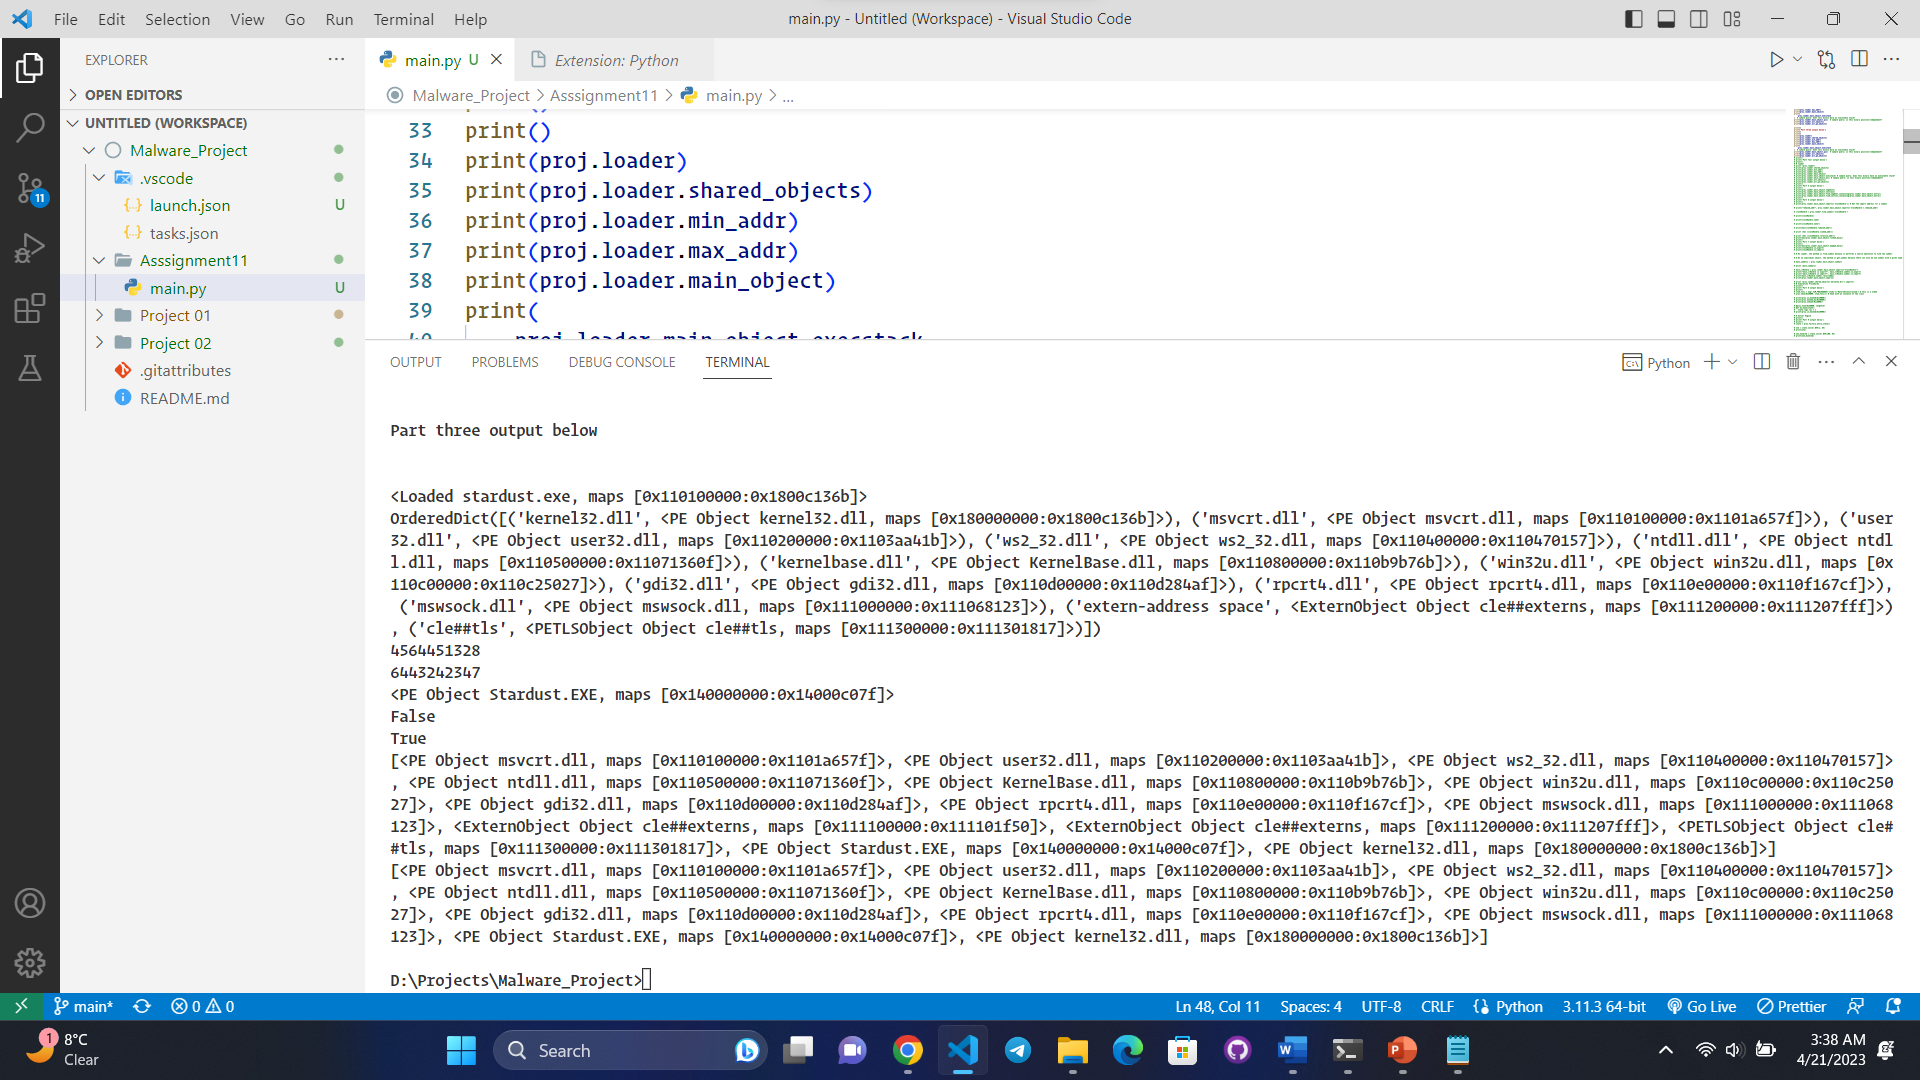 File Edit Selection View Go Run Terminal Help
main.py - Untitled (Workspace) - Visual Studio Code
EXPLORER
OPEN EDITORS
UNTITLED (WORKSPACE)
Malware_Project
.vscode
launch.json U
tasks.json
Asssignment11
main.py U
Project 01
Project 02
.gitattributes
README.md
11
main.py U
Extension: Python
Malware_Project > Asssignment11 > main.py > ...
33 print()
34 print(proj.loader)
35 print(proj.loader.shared_objects)
36 print(proj.loader.min_addr)
37 print(proj.loader.max_addr)
38 print(proj.loader.main_object)
39 print(
40 proj.loader.main_object.execstack
OUTPUT PROBLEMS DEBUG CONSOLE TERMINAL
Python
Part three output below
<Loaded stardust.exe, maps [0x110100000:0x1800c136b]>
OrderedDict([('kernel32.dll', <PE Object kernel32.dll, maps [0x180000000:0x1800c136b]>), ('msvcrt.dll', <PE Object msvcrt.dll, maps [0x110100000:0x1101a657f]>), ('user
32.dll', <PE Object user32.dll, maps [0x110200000:0x1103aa41b]>), ('ws2_32.dll', <PE Object ws2_32.dll, maps [0x110400000:0x110470157]>), ('ntdll.dll', <PE Object ntdl
l.dll, maps [0x110500000:0x11071360f]>), ('kernelbase.dll', <PE Object KernelBase.dll, maps [0x110800000:0x110b9b76b]>), ('win32u.dll', <PE Object win32u.dll, maps [0x
110c00000:0x110c25027]>), ('gdi32.dll', <PE Object gdi32.dll, maps [0x110d00000:0x110d284af]>), ('rpcrt4.dll', <PE Object rpcrt4.dll, maps [0x110e00000:0x110f167cf]>),
('mswsock.dll', <PE Object mswsock.dll, maps [0x111000000:0x111068123]>), ('extern-address space', <ExternObject Object cle##externs, maps [0x111200000:0x111207fff]>)
, ('cle##tls', <PETLSObject Object cle##tls, maps [0x111300000:0x111301817]>)])
4564451328
6443242347
<PE Object Stardust.EXE, maps [0x140000000:0x14000c07f]>
False
True
[<PE Object msvcrt.dll, maps [0x110100000:0x1101a657f]>, <PE Object user32.dll, maps [0x110200000:0x1103aa41b]>, <PE Object ws2_32.dll, maps [0x110400000:0x110470157]>
, <PE Object ntdll.dll, maps [0x110500000:0x11071360f]>, <PE Object KernelBase.dll, maps [0x110800000:0x110b9b76b]>, <PE Object win32u.dll, maps [0x110c00000:0x110c250
27]>, <PE Object gdi32.dll, maps [0x110d00000:0x110d284af]>, <PE Object rpcrt4.dll, maps [0x110e00000:0x110f167cf]>, <PE Object mswsock.dll, maps [0x111000000:0x111068
123]>, <ExternObject Object cle##externs, maps [0x111100000:0x111101f50]>, <ExternObject Object cle##externs, maps [0x111200000:0x111207fff]>, <PETLSObject Object cle#
#tls, maps [0x111300000:0x111301817]>, <PE Object Stardust.EXE, maps [0x140000000:0x14000c07f]>, <PE Object kernel32.dll, maps [0x180000000:0x1800c136b]>]
[<PE Object msvcrt.dll, maps [0x110100000:0x1101a657f]>, <PE Object user32.dll, maps [0x110200000:0x1103aa41b]>, <PE Object ws2_32.dll, maps [0x110400000:0x110470157]>
, <PE Object ntdll.dll, maps [0x110500000:0x11071360f]>, <PE Object KernelBase.dll, maps [0x110800000:0x110b9b76b]>, <PE Object win32u.dll, maps [0x110c00000:0x110c250
27]>, <PE Object gdi32.dll, maps [0x110d00000:0x110d284af]>, <PE Object rpcrt4.dll, maps [0x110e00000:0x110f167cf]>, <PE Object mswsock.dll, maps [0x111000000:0x111068
123]>, <PE Object Stardust.EXE, maps [0x140000000:0x14000c07f]>, <PE Object kernel32.dll, maps [0x180000000:0x1800c136b]>]
D:\Projects\Malware_Project>
main* 0 0 Ln 48, Col 11 Spaces: 4 UTF-8 CRLF Python 3.11.3 64-bit Go Live Prettier
1 8°C
Clear
Search
3:38 AM
4/21/2023